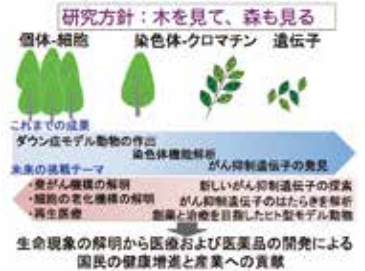 研究方針：木を見て、森も見る
個体-細胞　染色体-クロマチン　遺伝子
これまでの成果
ダウン症モデル動物の作出
染色体機能解析
がん抑制遺伝子の発見
未来の挑戦テーマ
・発がん機構の解明
・細胞の老化機構の解明
・再生医療
新しいがん抑制遺伝子の探索
がん抑制遺伝子のはたらきを解析
創薬と治療を目指したヒト型モデル動物
生命現象の解明から医療および医薬品の開発による
国民の健康増進と産業への貢献